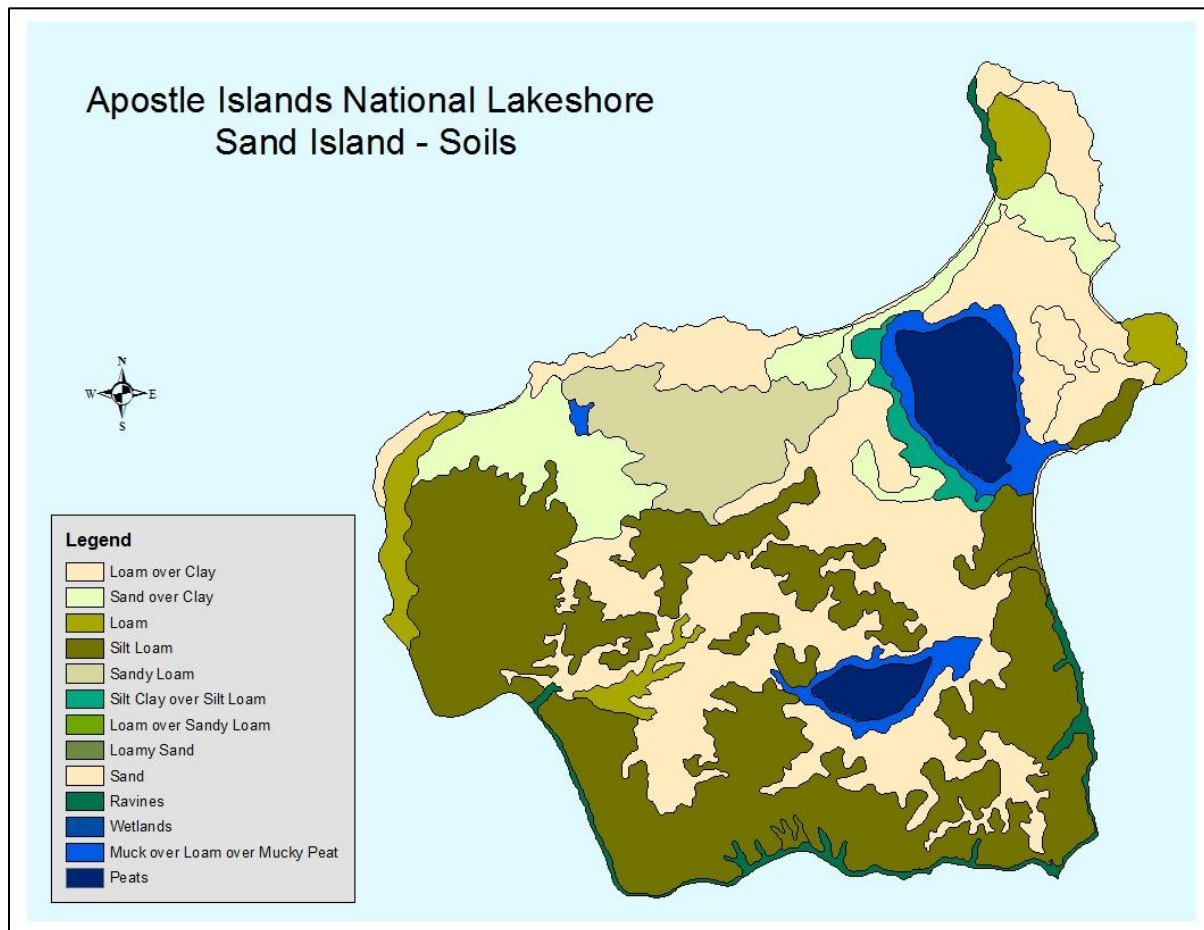 Apostle Islands National Lakeshore
Sand Island - Soils
N
W E
S
Legend
Loam over Clay
Sand over Clay
Loam
Silt Loam
Sandy Loam
Silt Clay over Silt Loam
Loam over Sandy Loam
Loamy Sand
Sand
Ravines
Wetlands
Muck over Loam over Mucky Peat
Peats